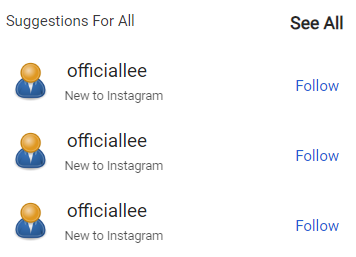 Suggestions For All See All
officiallee
New to Instagram
Follow
officiallee
New to Instagram
Follow
officiallee
New to Instagram
Follow